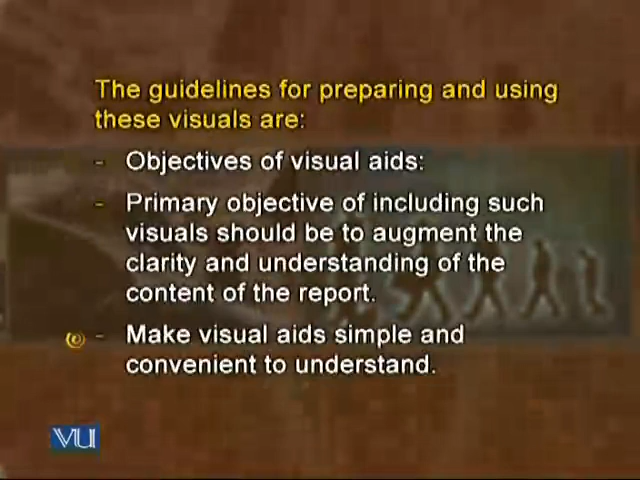 The guidelines for preparing and using
these visuals are:
- Objectives of visual aids:
- Primary objective of including such
visuals should be to augment the
clarity and understanding of the
content of the report.
- Make visual aids simple and
convenient to understand.
VU